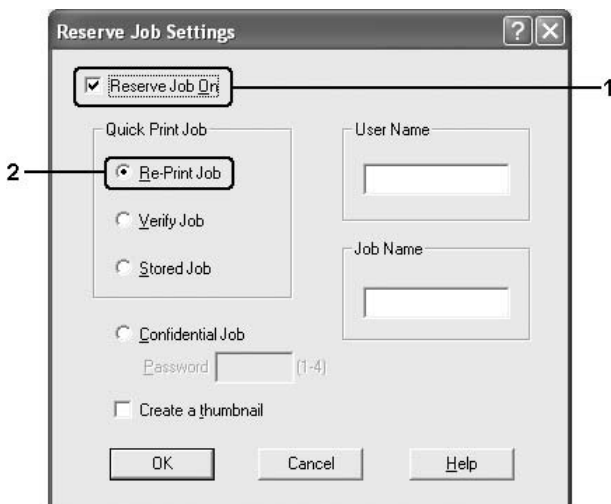 Reserve Job Settings
Reserve Job On
1
Quick Print Job
User Name
2
Re-Print Job
Verify Job
Job Name
Stored Job
Confidential Job
Password
(1-4)
Create a thumbnail
OK
Cancel
Help